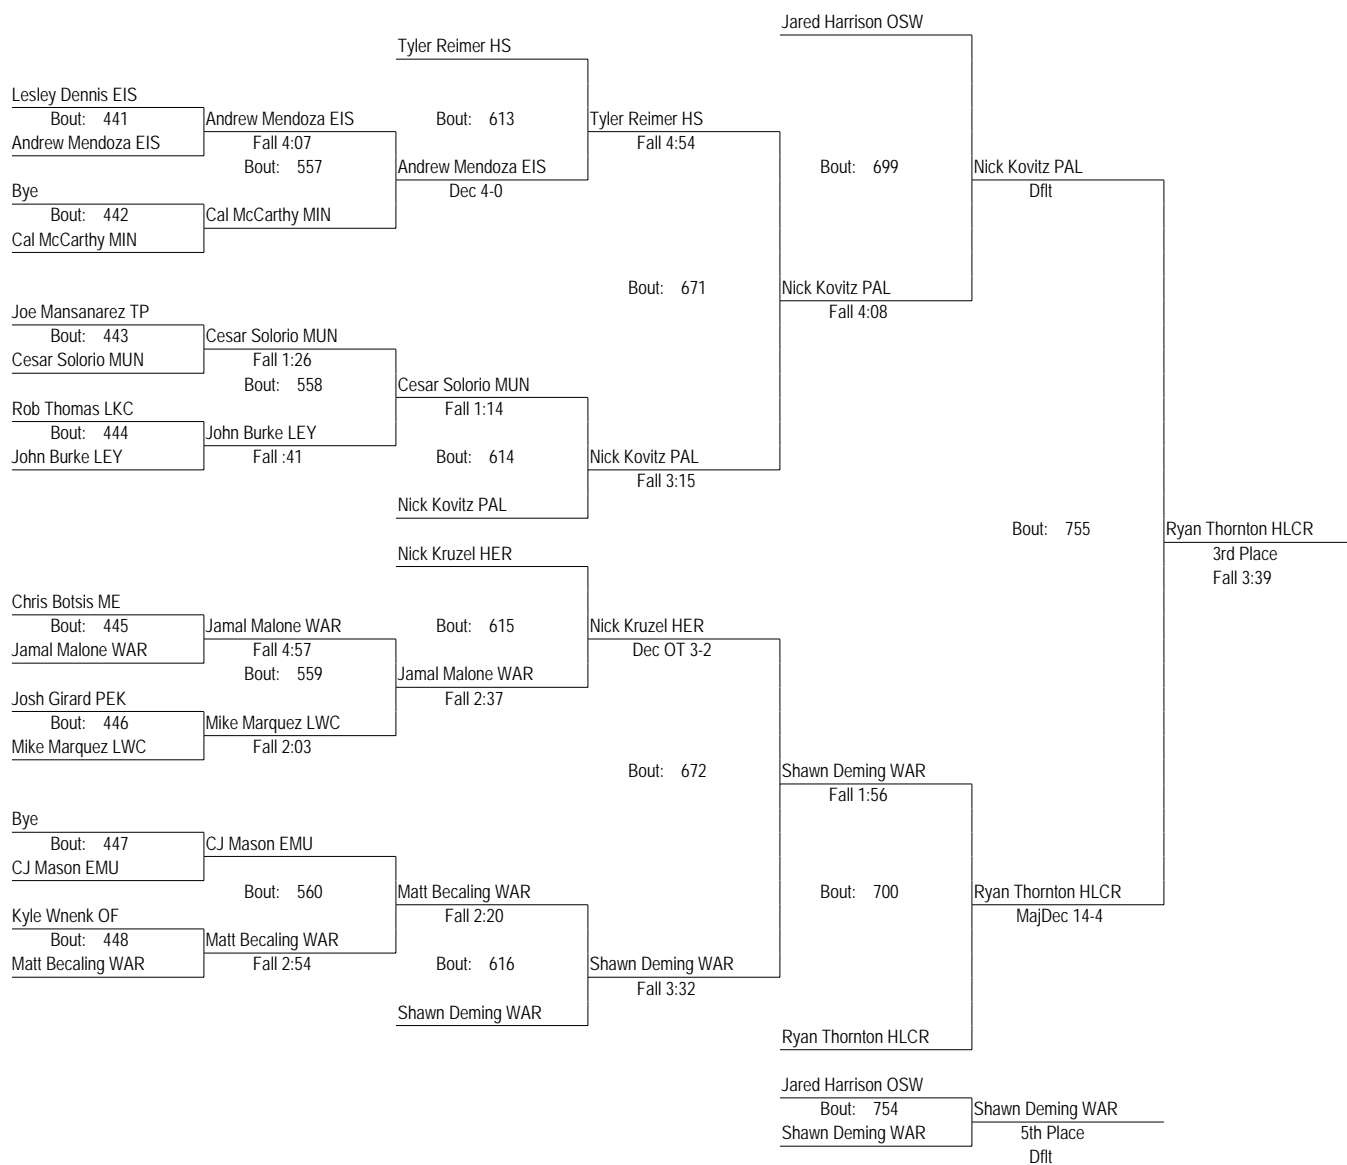 Jared Harrison OSW
Tyler Reimer HS
Lesley Dennis EIS
Bout: 441
Andrew Mendoza EIS
Andrew Mendoza EIS
Fall 4:07
Bout: 557
Bout: 613
Tyler Reimer HS
Fall 4:54
Andrew Mendoza EIS
Dec 4-0
Bout: 699
Nick Kovitz PAL
Dflt
Bye
Bout: 442
Cal McCarthy MIN
Cal McCarthy MIN
Bout: 671
Nick Kovitz PAL
Fall 4:08
Joe Mansanarez TP
Bout: 443
Cesar Solorio MUN
Cesar Solorio MUN
Fall 1:26
Bout: 558
Cesar Solorio MUN
Fall 1:14
Rob Thomas LKC
Bout: 444
John Burke LEY
John Burke LEY
Fall :41
Bout: 614
Nick Kovitz PAL
Fall 3:15
Nick Kovitz PAL
Bout: 755
Ryan Thornton HLCR
3rd Place
Fall 3:39
Nick Kruzel HER
Chris Botsis ME
Bout: 445
Jamal Malone WAR
Jamal Malone WAR
Fall 4:57
Bout: 559
Bout: 615
Nick Kruzel HER
Dec OT 3-2
Jamal Malone WAR
Fall 2:37
Josh Girard PEK
Bout: 446
Mike Marquez LWC
Mike Marquez LWC
Fall 2:03
Bout: 672
Shawn Deming WAR
Fall 1:56
Bye
Bout: 447
CJ Mason EMU
CJ Mason EMU
Bout: 560
Matt Becaling WAR
Fall 2:20
Bout: 700
Ryan Thornton HLCR
MajDec 14-4
Kyle Wnenk OF
Bout: 448
Matt Becaling WAR
Matt Becaling WAR
Fall 2:54
Bout: 616
Shawn Deming WAR
Fall 3:32
Shawn Deming WAR
Ryan Thornton HLCR
Jared Harrison OSW
Bout: 754
Shawn Deming WAR
Shawn Deming WAR
5th Place
Dflt